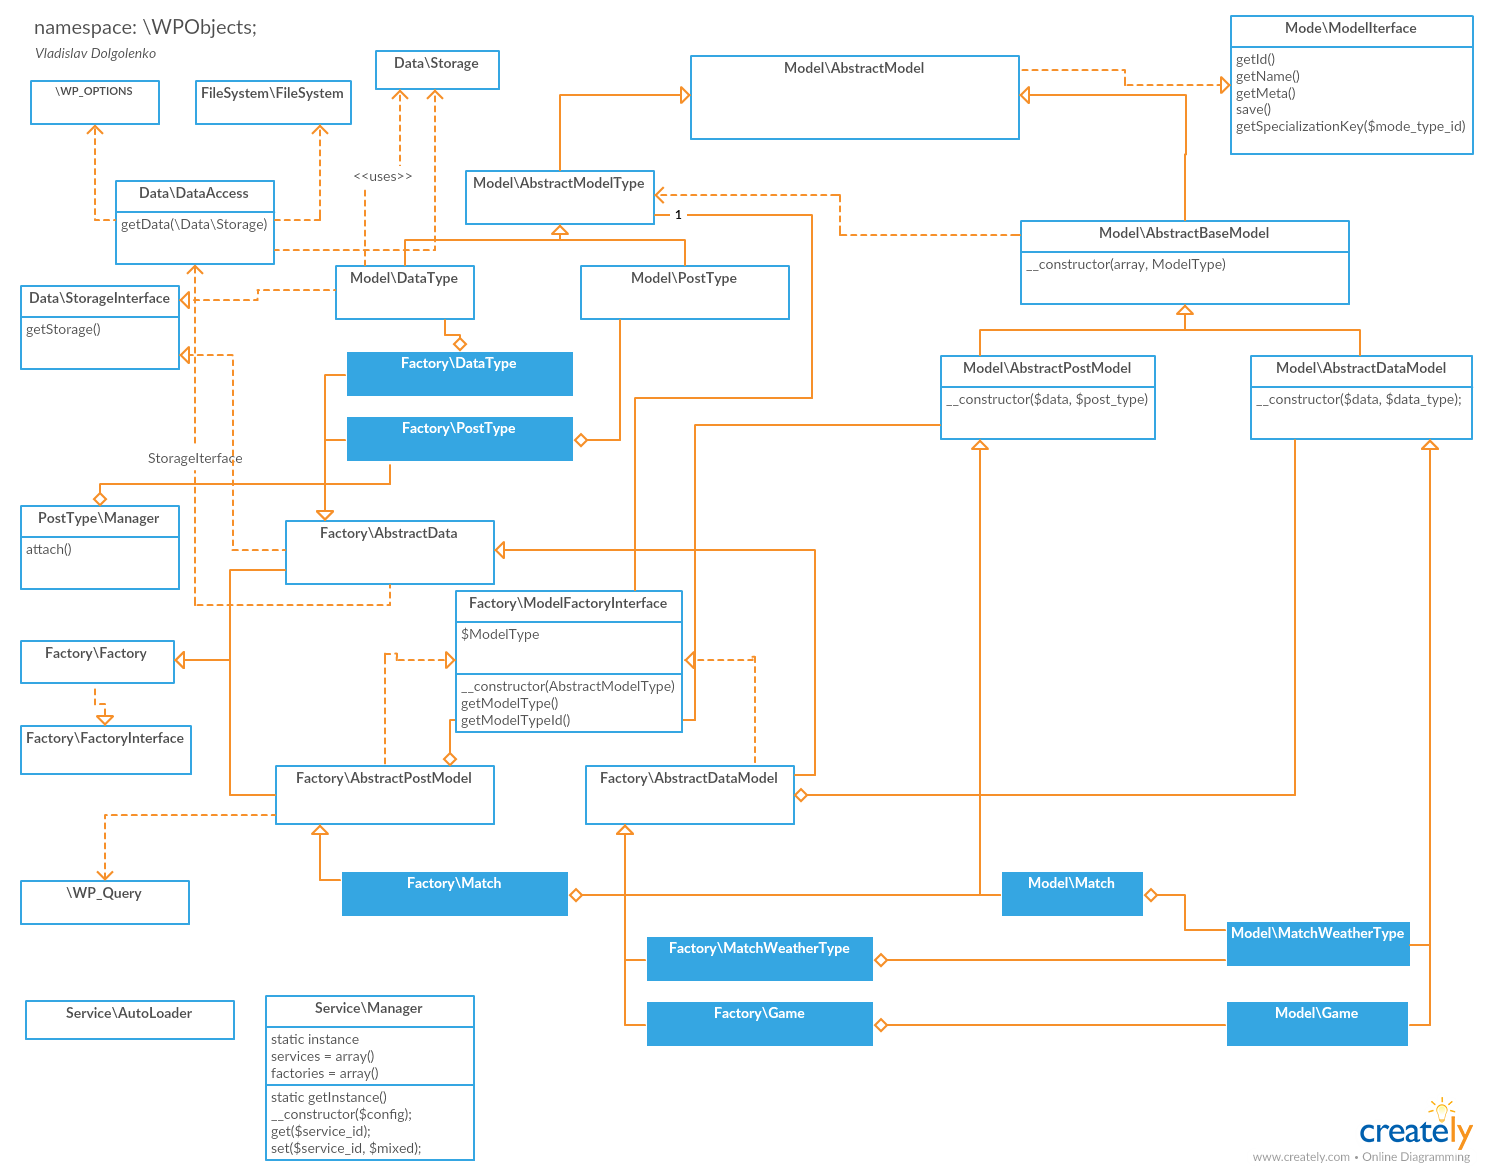 namespace: \WPObjects;
Vladislav Dolgolenko
Mode\ModelIterface
getId()
getName()
getMeta()
save()
getSpecializationKey($mode_type_id)
Data\Storage
Model\AbstractModel
\WP_OPTIONS
FileSystem\FileSystem
<<uses>>
Model\AbstractModelType
1
Data\DataAccess
getData(\Data\Storage)
Model\AbstractBaseModel
__constructor(array, ModelType)
Model\DataType
Model\PostType
Data\StorageInterface
getStorage()
Factory\DataType
Model\AbstractPostModel
__constructor($data, $post_type)
Model\AbstractDataModel
__constructor($data, $data_type);
Factory\PostType
StorageIterface
PostType\Manager
attach()
Factory\AbstractData
Factory\ModelFactoryInterface
$ModelType
__constructor(AbstractModelType)
getModelType()
getModelTypeId()
Factory\Factory
Factory\FactoryInterface
Factory\AbstractPostModel
Factory\AbstractDataModel
\WP_Query
Factory\Match
Model\Match
Model\MatchWeatherType
Factory\MatchWeatherType
Service\AutoLoader
Service\Manager
static instance
services = array()
factories = array()
static getInstance()
__constructor($config);
get($service_id);
set($service_id, $mixed);
Factory\Game
Model\Game
creately
www.creately.com • Online Diagramming